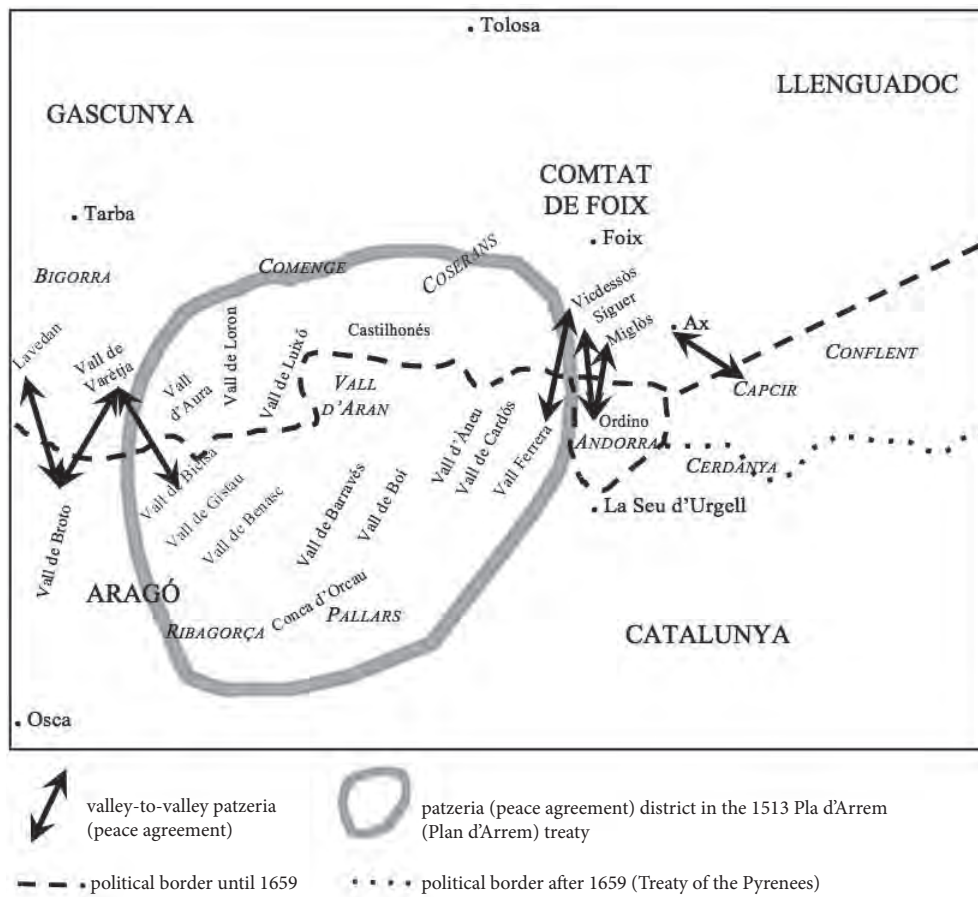 Tolosa
LLENGUADOC
GASCUNYA
COMTAT
DE FOIX
Tarba
Foix
BIGORRA
COMENGE
COSERANS
Vicdessòs
Siguer
Miglòs
Lavedan
Vall de
Varètja
Vall
d'Aura
Vall de Loron
Vall de Luixó
Castilhonés
Ax
CONFLENT
CAPCIR
VALL
D'ARAN
Vall de Bielsa
Vall de Gistau
Vall de Benàsc
Vall de Barravés
Vall de Boí
Vall d'Àneu
Vall de Cardós
Vall Ferrera
Ordino
ANDORRA
CERDANYA
La Seu d'Urgell
Vall de Broto
ARAGÓ
RIBAGORÇA
Conca d'Orcau
PALLARS
CATALUNYA
Osca
valley-to-valley patzeria
(peace agreement)
patzeria (peace agreement) district in the 1513 Pla d'Arrem
(Plan d'Arrem) treaty
political border until 1659
political border after 1659 (Treaty of the Pyrenees)